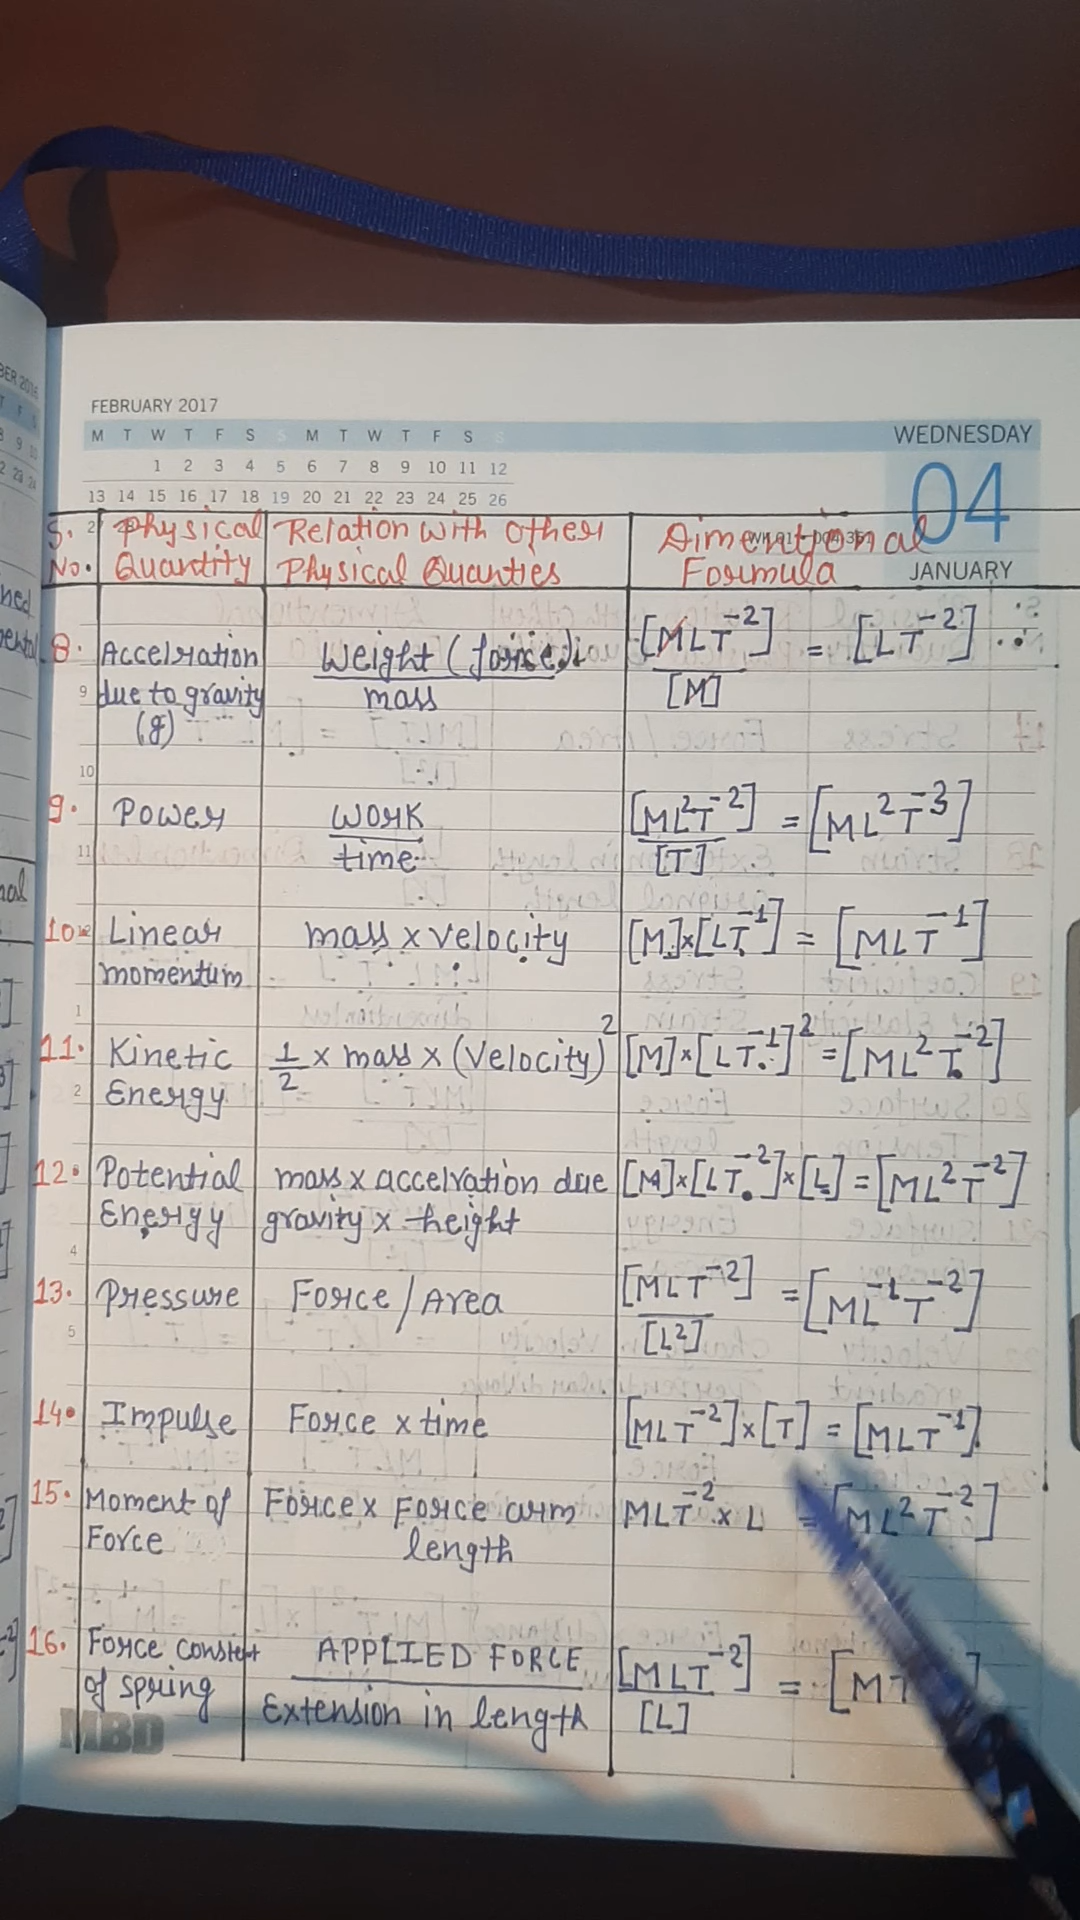 FEBRUARY 2017
M T W T F S S M T W T F S S
1 2 3 4 5 6 7 8 9 10 11 12
13 14 15 16 17 18 19 20 21 22 23 24 25 26
WEDNESDAY
04
JANUARY
S. No. Physical Quantity Relation with Other Physical Quanties Dimentional Formula
8. Accelration due to gravity (g) Weight (force) / mass [MLT⁻²] / [M] = [LT⁻²]
9. Power work / time [ML²T⁻²] / [T] = [ML²T⁻³]
10. Linear momentum mass x velocity [M]x[LT⁻¹] = [MLT⁻¹]
11. Kinetic Energy 1/2 x mass x (Velocity)² [M]x[LT⁻¹]² = [ML²T⁻²]
12. Potential Energy mass x accelration due gravity x height [M]x[LT⁻²]x[L] = [ML²T⁻²]
13. Pressure Force / Area [MLT⁻²] / [L²] = [ML⁻¹T⁻²]
14. Impulse Force x time [MLT⁻²]x[T] = [MLT⁻¹]
15. Moment of Force Force x Force arm length MLT⁻² x L = [ML²T⁻²]
16. Force constt of spring APPLIED FORCE / Extension in length [MLT⁻²] / [L] = [MT
MBD